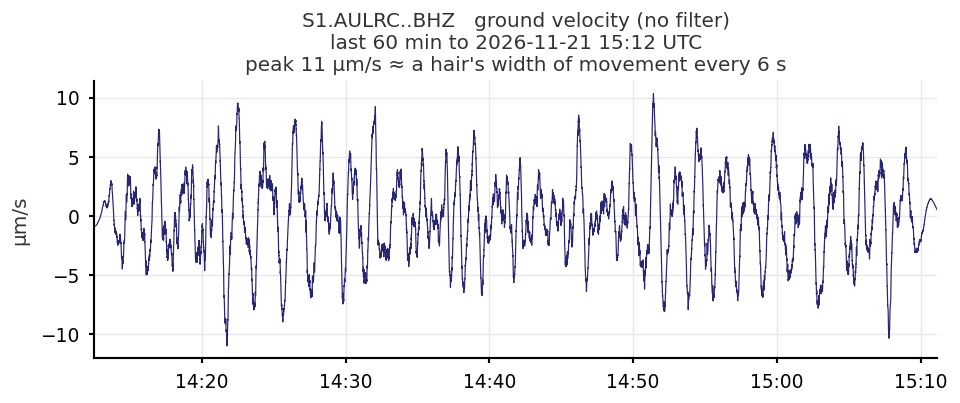 S1.AULRC..BHZ   ground velocity (no filter)
last 60 min to 2026-11-21 15:12 UTC
peak 11 µm/s ≈ a hair's width of movement every 6 s
µm/s
10
5
0
−5
−10
14:20
14:30
14:40
14:50
15:00
15:10